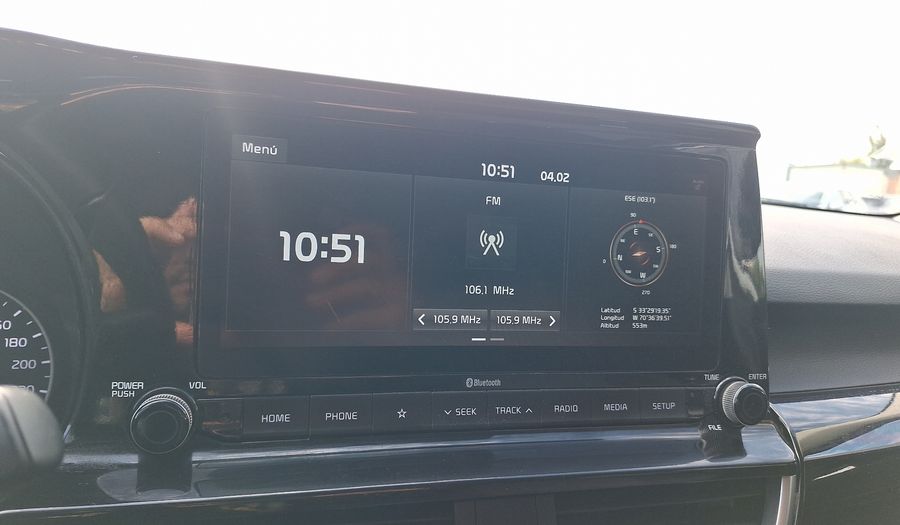 Menú
10:51 04.02
10:51
FM
106.1 MHz
105.9 MHz
105.9 MHz
ESE (103.1°)
90
E
S
180
N
W
0
270
Latitud S 33°29'19.35"
Longitud W 70°36'39.51"
Altitud 553m
Bluetooth
POWER
PUSH
VOL
HOME
PHONE
SEEK
TRACK
RADIO
MEDIA
SETUP
TUNE
ENTER
FILE
180
200